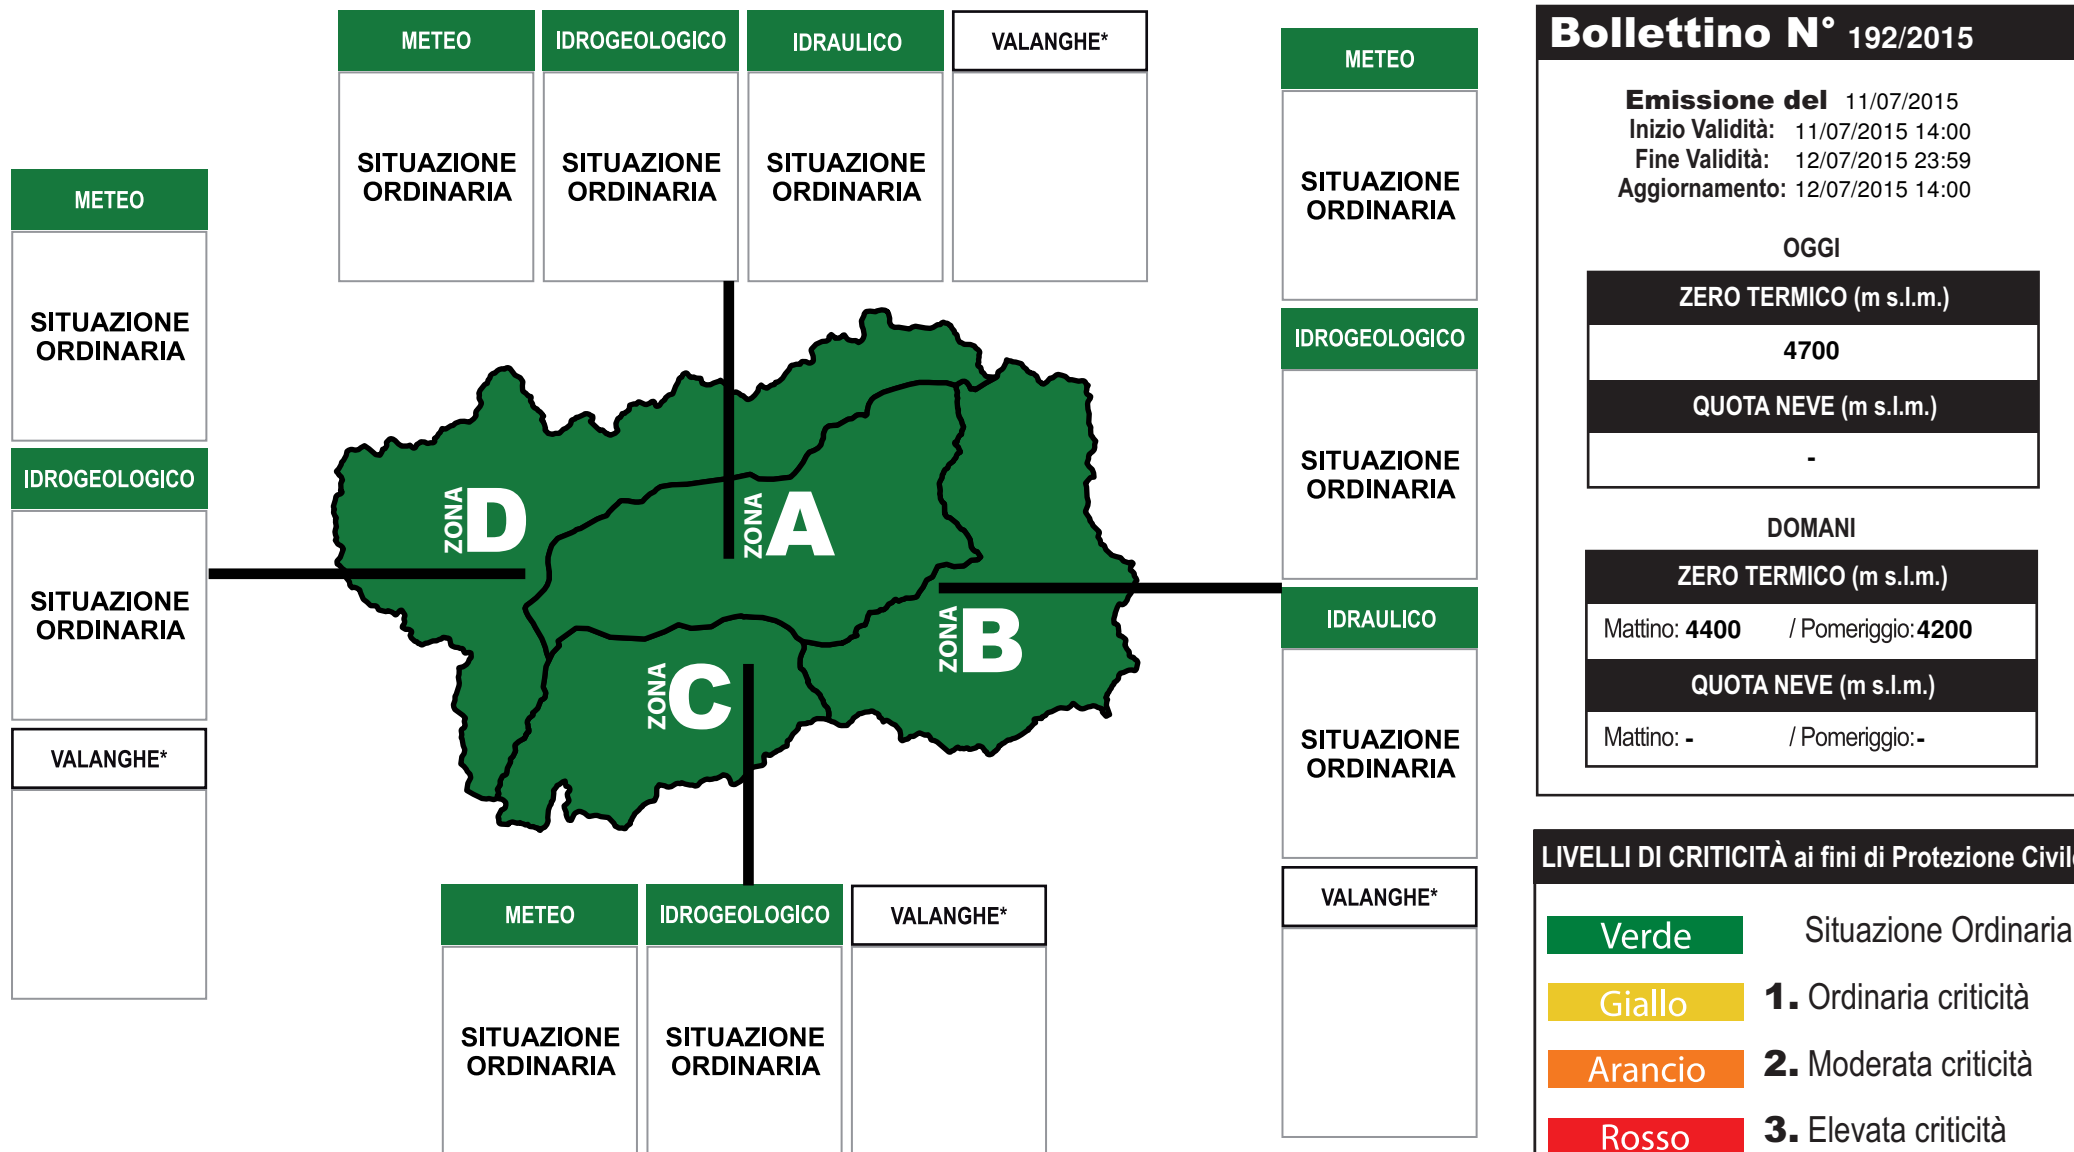 METEO
IDROGEOLOGICO
IDRAULICO
VALANGHE*
SITUAZIONE
ORDINARIA
SITUAZIONE
ORDINARIA
SITUAZIONE
ORDINARIA
METEO
SITUAZIONE
ORDINARIA
IDROGEOLOGICO
SITUAZIONE
ORDINARIA
VALANGHE*
ZONA D
ZONA A
ZONA B
ZONA C
METEO
SITUAZIONE
ORDINARIA
IDROGEOLOGICO
SITUAZIONE
ORDINARIA
IDRAULICO
SITUAZIONE
ORDINARIA
VALANGHE*
METEO
IDROGEOLOGICO
VALANGHE*
SITUAZIONE
ORDINARIA
SITUAZIONE
ORDINARIA
Bollettino N° 192/2015
Emissione del 11/07/2015
Inizio Validità: 11/07/2015 14:00
Fine Validità: 12/07/2015 23:59
Aggiornamento: 12/07/2015 14:00
OGGI
ZERO TERMICO (m s.l.m.)
4700
QUOTA NEVE (m s.l.m.)
-
DOMANI
ZERO TERMICO (m s.l.m.)
Mattino: 4400 / Pomeriggio: 4200
QUOTA NEVE (m s.l.m.)
Mattino: - / Pomeriggio: -
LIVELLI DI CRITICITÀ ai fini di Protezione Civile
Verde Situazione Ordinaria
Giallo 1. Ordinaria criticità
Arancio 2. Moderata criticità
Rosso 3. Elevata criticità